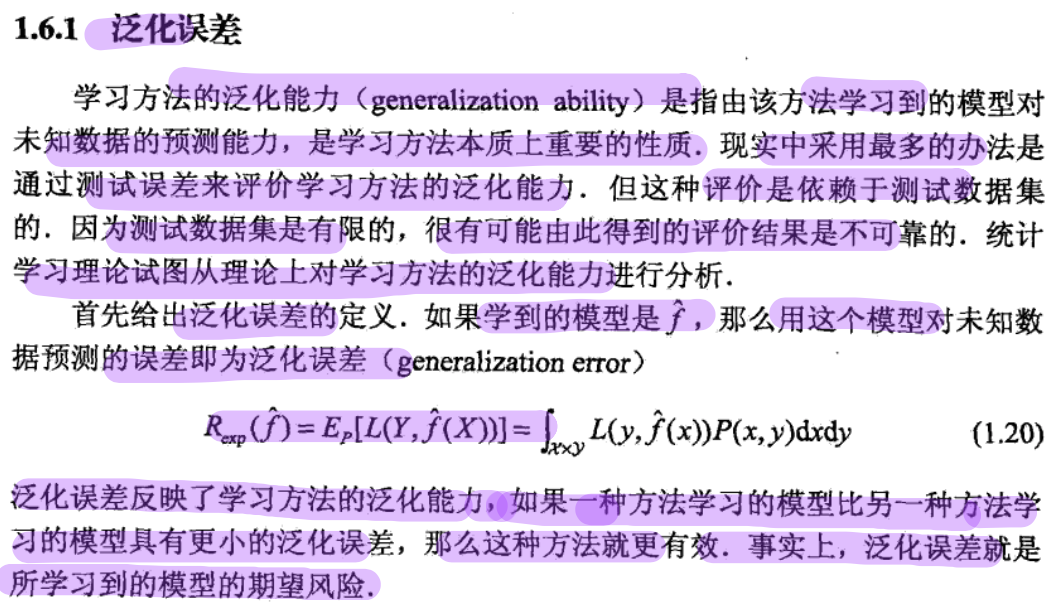 1.6.1 泛化误差
学习方法的泛化能力（generalization ability）是指由该方法学习到的模型对
未知数据的预测能力，是学习方法本质上重要的性质．现实中采用最多的办法是
通过测试误差来评价学习方法的泛化能力．但这种评价是依赖于测试数据集
的．因为测试数据集是有限的，很有可能由此得到的评价结果是不可靠的．统计
学习理论试图从理论上对学习方法的泛化能力进行分析．
首先给出泛化误差的定义．如果学到的模型是 f̂，那么用这个模型对未知数
据预测的误差即为泛化误差（generalization error）
R_exp(f̂) = E_P[L(Y, f̂(X))] = ∫_{𝒳×𝒴} L(y, f̂(x))P(x, y)dxdy (1.20)
泛化误差反映了学习方法的泛化能力，如果一种方法学习的模型比另一种方法学
习的模型具有更小的泛化误差，那么这种方法就更有效．事实上，泛化误差就是
所学习到的模型的期望风险．